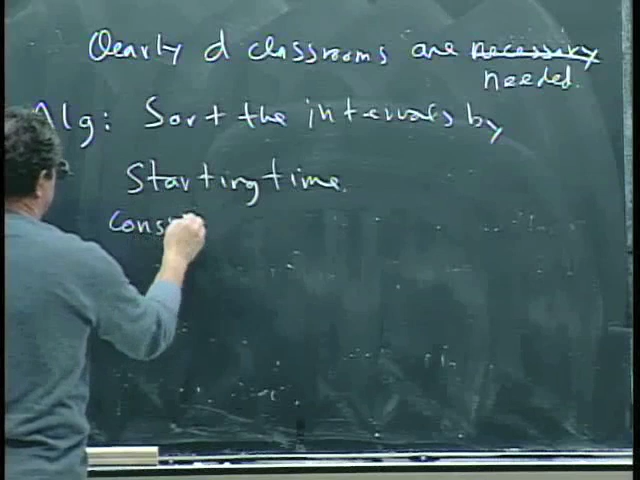 Clearly d classrooms are necessary
needed.
Alg: Sort the intervals by
Starting time.
Cons